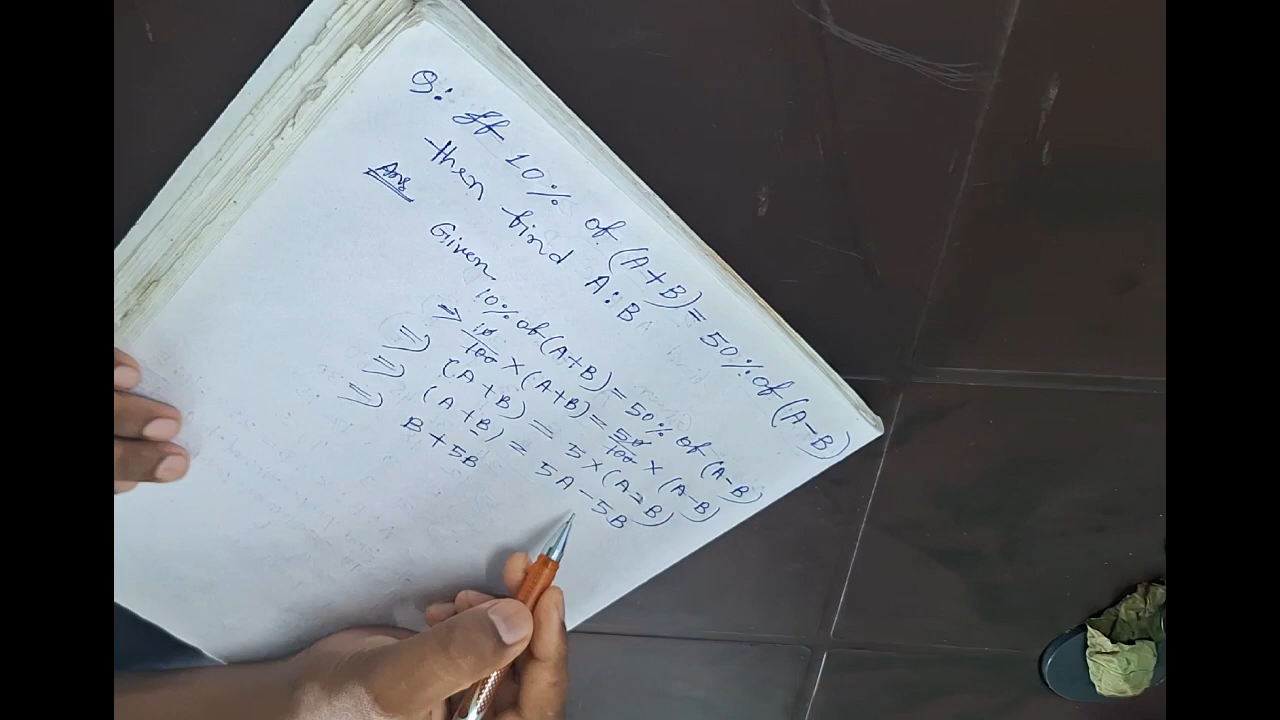 Q: If 10% of (A+B) = 50% of (A-B)
then find A:B
Ans
Given
10% of (A+B) = 50% of (A-B)
⇒ 10/100 × (A+B) = 50/100 × (A-B)
⇒ (A+B) = 5 × (A-B)
⇒ (A+B) = 5A - 5B
⇒ B + 5B